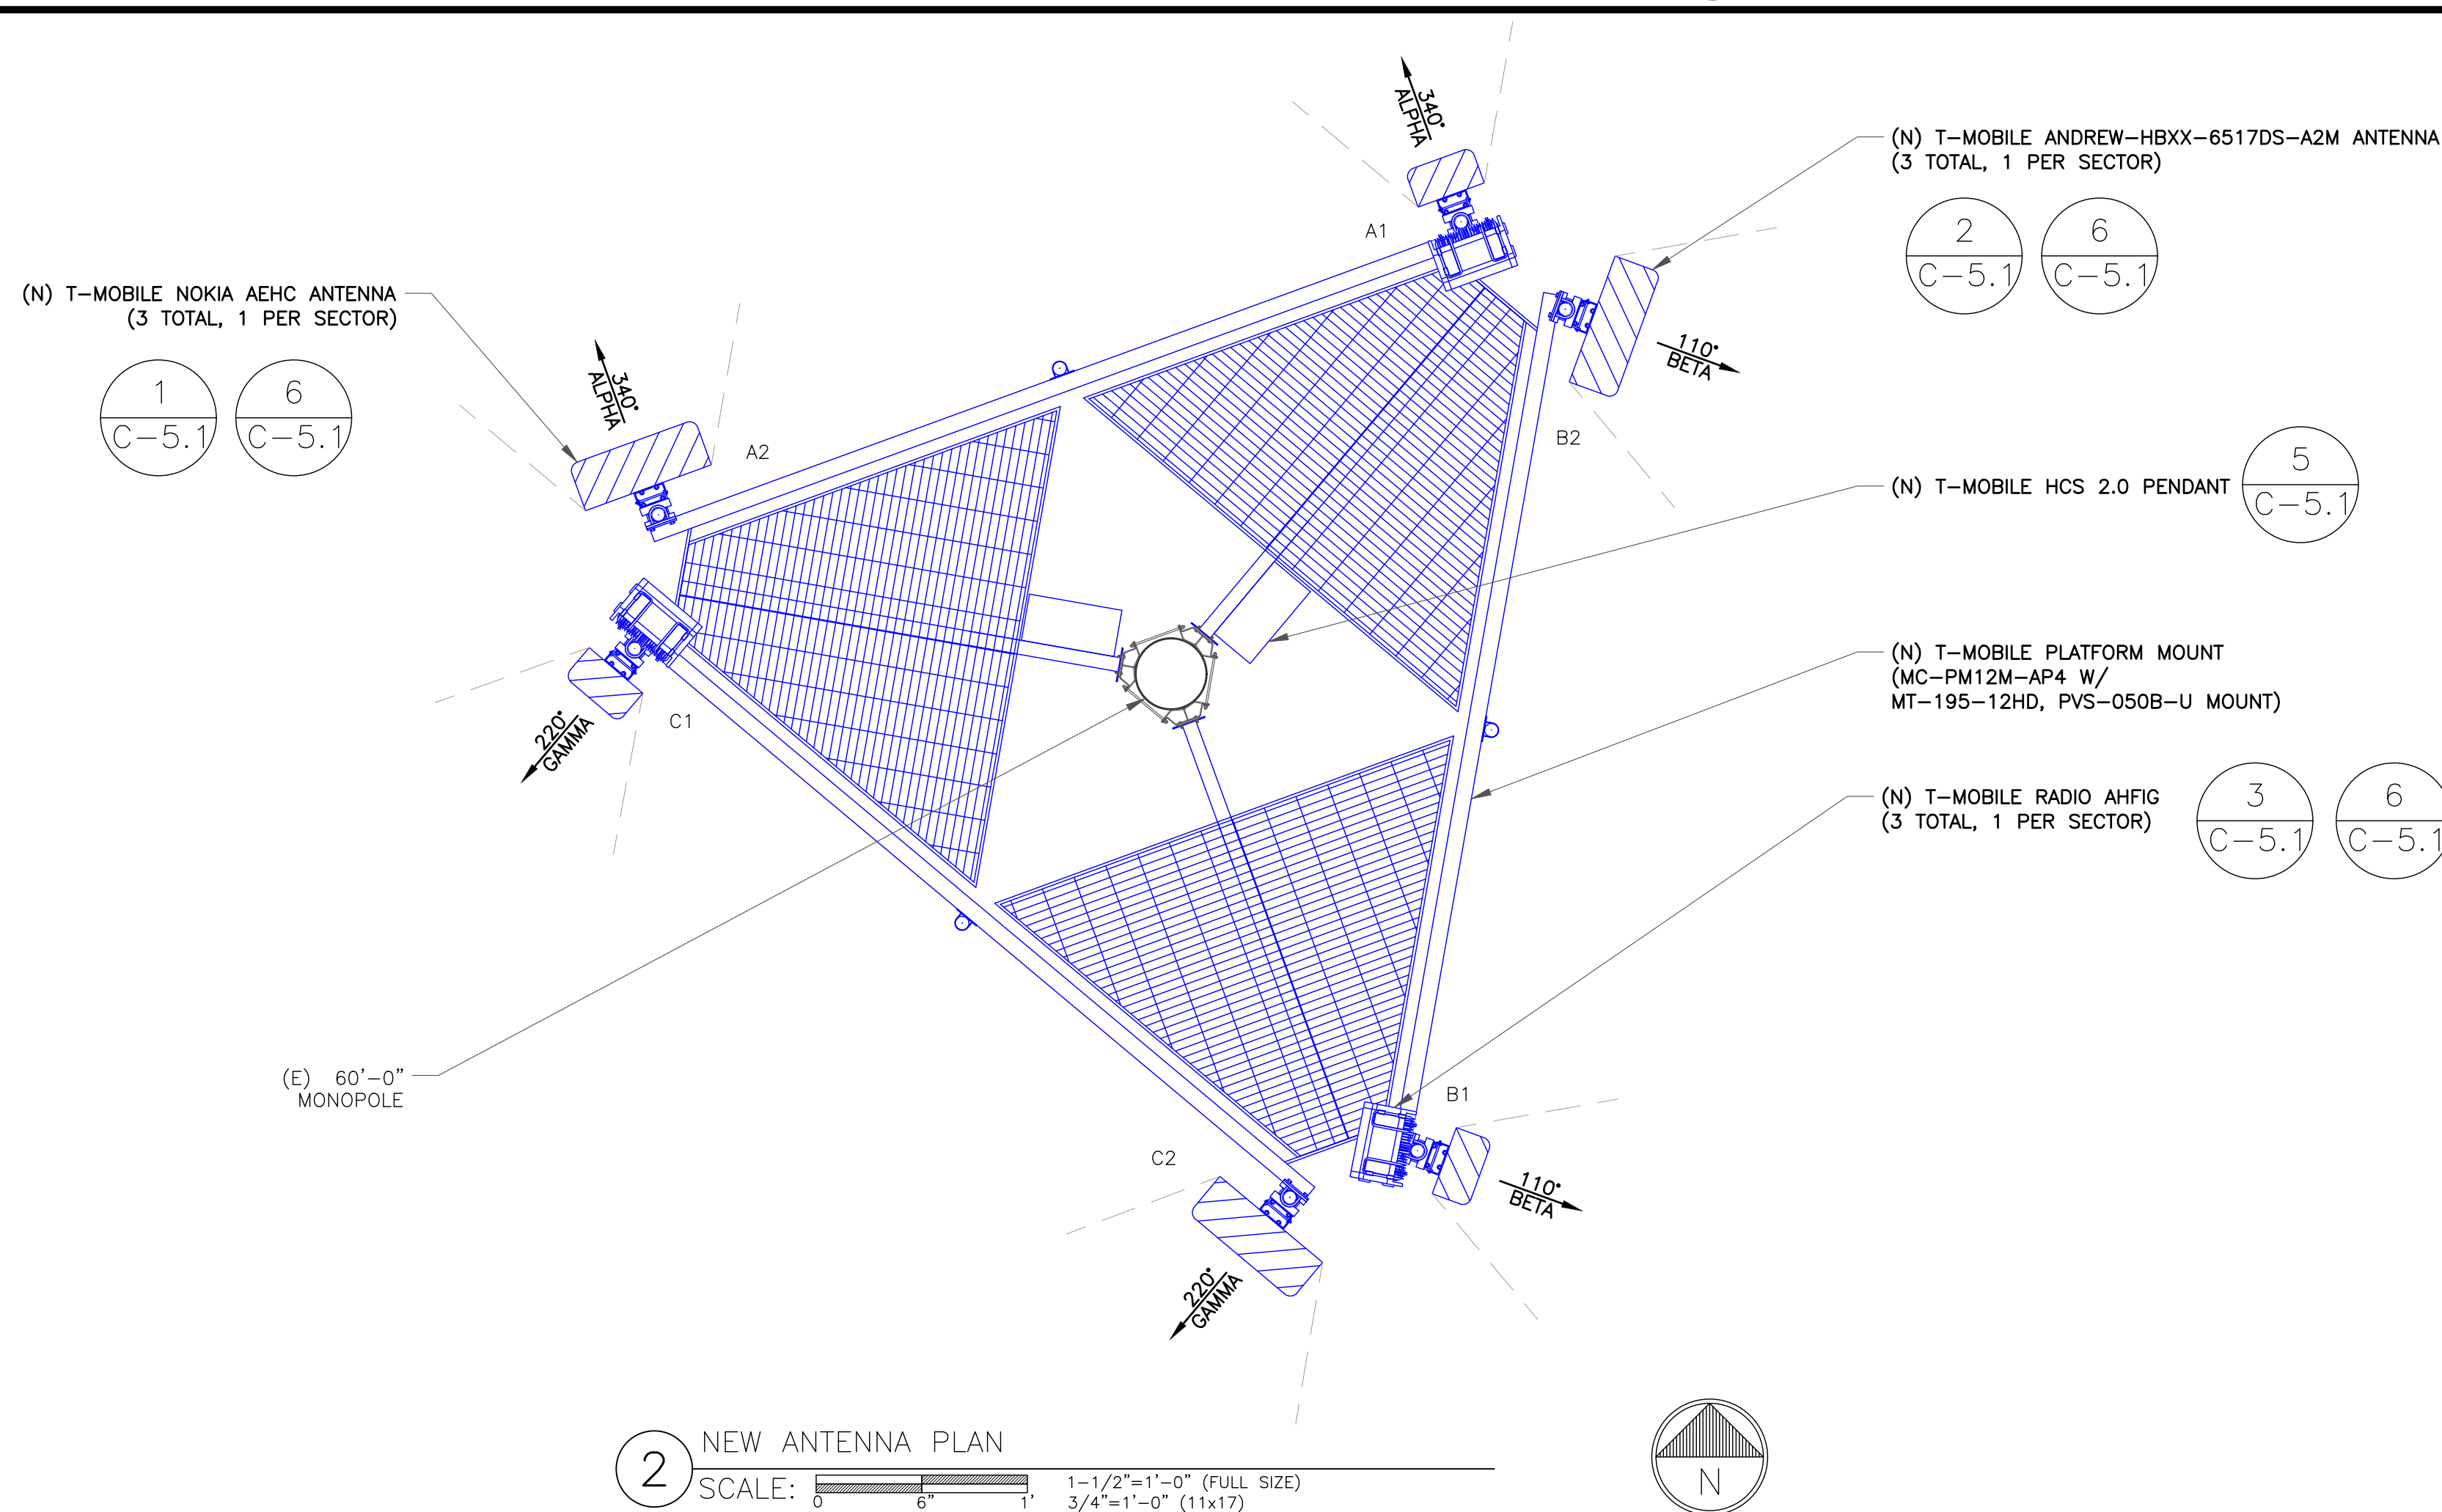 340°
ALPHA
(N) T-MOBILE ANDREW-HBXX-6517DS-A2M ANTENNA
(3 TOTAL, 1 PER SECTOR)
2
C-5.1
6
C-5.1
A1
(N) T-MOBILE NOKIA AEHC ANTENNA
(3 TOTAL, 1 PER SECTOR)
1
C-5.1
6
C-5.1
340°
ALPHA
A2
110°
BETA
B2
(N) T-MOBILE HCS 2.0 PENDANT
5
C-5.1
(N) T-MOBILE PLATFORM MOUNT
(MC-PM12M-AP4 W/
MT-195-12HD, PVS-050B-U MOUNT)
C1
220°
GAMMA
(N) T-MOBILE RADIO AHFIG
(3 TOTAL, 1 PER SECTOR)
3
C-5.1
6
C-5.1
(E) 60'-0"
MONOPOLE
B1
C2
110°
BETA
220°
GAMMA
2
NEW ANTENNA PLAN
SCALE:
0 6" 1'
1-1/2"=1'-0" (FULL SIZE)
3/4"=1'-0" (11x17)
N